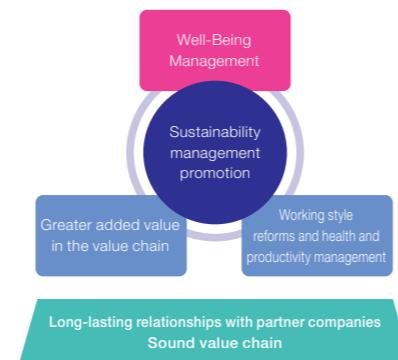 Well-Being
Management
Sustainability
management
promotion
Greater added value
in the value chain
Working style
reforms and health and
productivity management
Long-lasting relationships with partner companies
Sound value chain